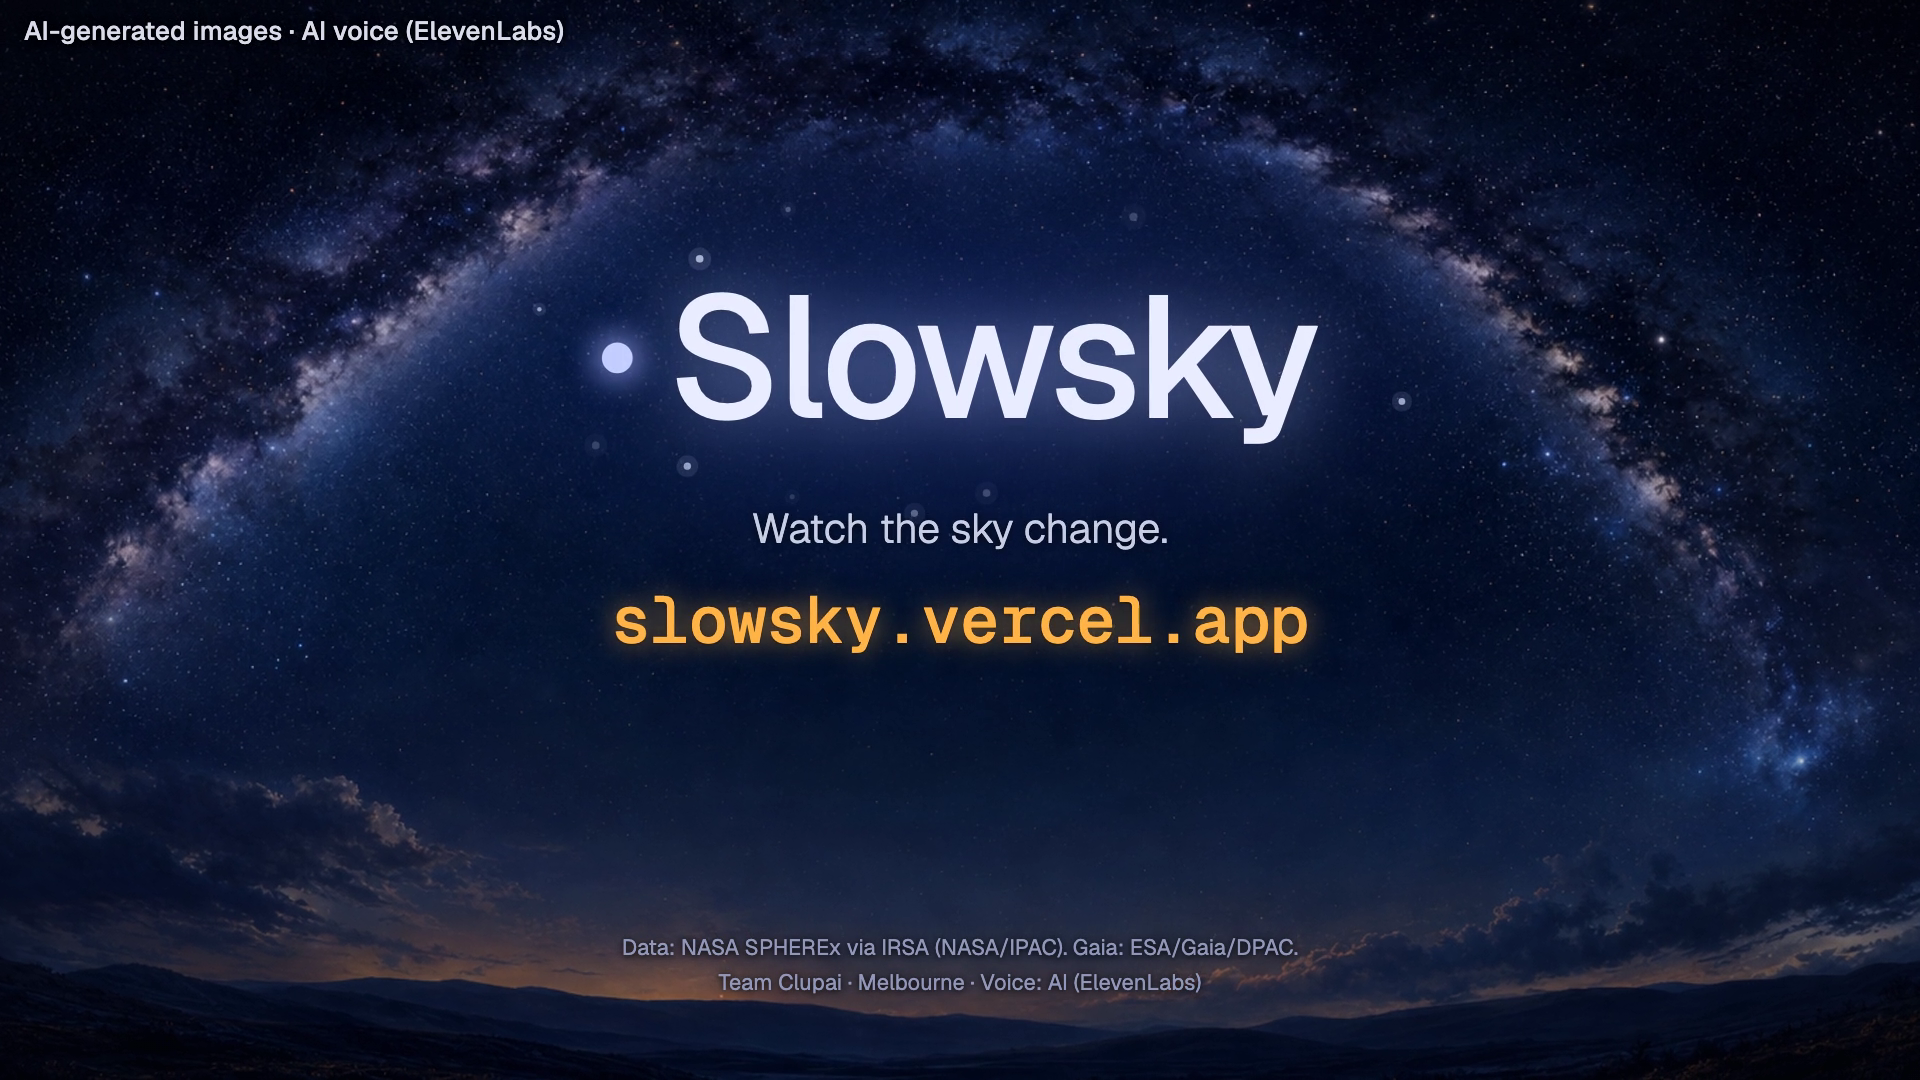 AI-generated images · AI voice (ElevenLabs)
Slowsky
Watch the sky change.
slowsky.vercel.app
Data: NASA SPHEREx via IRSA (NASA/IPAC). Gaia: ESA/Gaia/DPAC.
Team Clupai · Melbourne · Voice: AI (ElevenLabs)